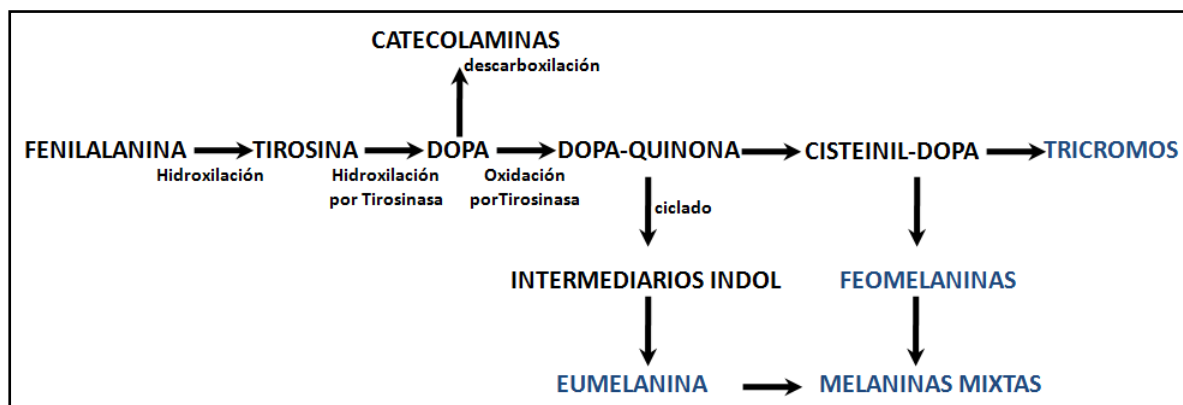 CATECOLAMINAS
descarboxilación
FENILALANINA TIROSINA DOPA DOPA-QUINONA CISTEINIL-DOPA TRICROMOS
Hidroxilación Hidroxilación Oxidación
por Tirosinasa porTirosinasa
ciclado
INTERMEDIARIOS INDOL FEOMELANINAS
EUMELANINA MELANINAS MIXTAS